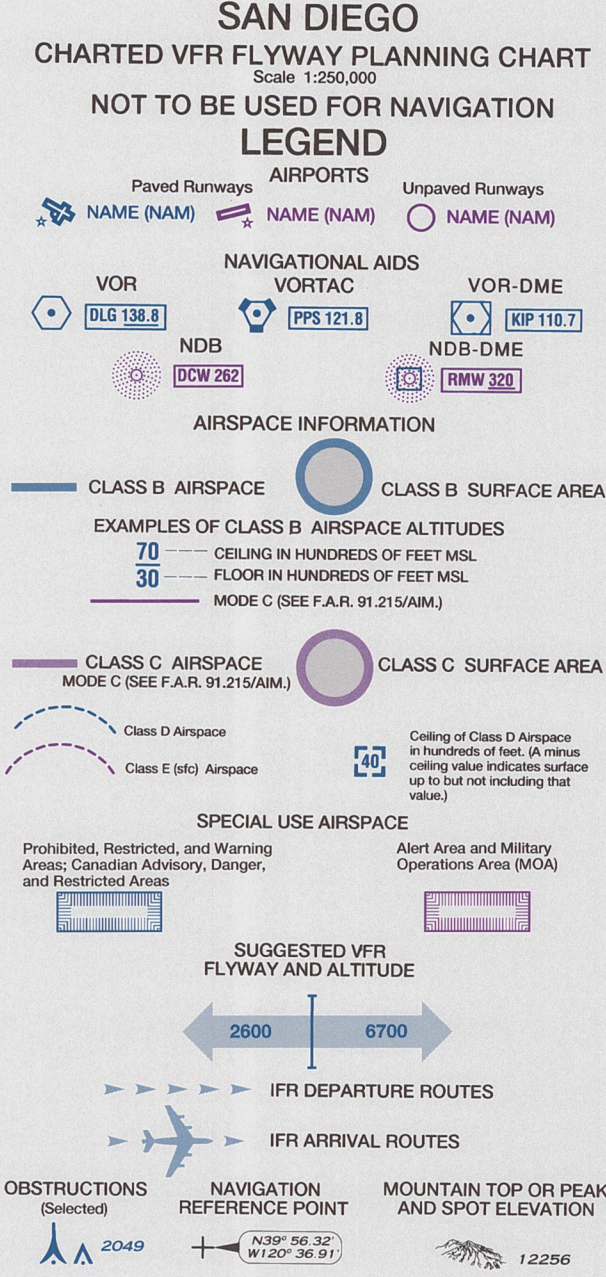 SAN DIEGO
CHARTED VFR FLYWAY PLANNING CHART
Scale 1:250,000
NOT TO BE USED FOR NAVIGATION
LEGEND
AIRPORTS
Paved Runways
Unpaved Runways
NAME (NAM)
NAME (NAM)
NAME (NAM)
NAVIGATIONAL AIDS
VOR
VORTAC
VOR-DME
DLG 138.8
PPS 121.8
KIP 110.7
NDB
NDB-DME
DCW 262
RMW 320
AIRSPACE INFORMATION
CLASS B AIRSPACE
CLASS B SURFACE AREA
EXAMPLES OF CLASS B AIRSPACE ALTITUDES
70 CEILING IN HUNDREDS OF FEET MSL
30 FLOOR IN HUNDREDS OF FEET MSL
MODE C (SEE F.A.R. 91.215/AIM.)
CLASS C AIRSPACE
MODE C (SEE F.A.R. 91.215/AIM.)
CLASS C SURFACE AREA
Class D Airspace
Class E (sfc) Airspace
40
Ceiling of Class D Airspace
in hundreds of feet. (A minus
ceiling value indicates surface
up to but not including that
value.)
SPECIAL USE AIRSPACE
Prohibited, Restricted, and Warning
Areas; Canadian Advisory, Danger,
and Restricted Areas
Alert Area and Military
Operations Area (MOA)
SUGGESTED VFR
FLYWAY AND ALTITUDE
2600
6700
IFR DEPARTURE ROUTES
IFR ARRIVAL ROUTES
OBSTRUCTIONS
(Selected)
2049
NAVIGATION
REFERENCE POINT
N39° 56.32'
W120° 36.91'
MOUNTAIN TOP OR PEAK
AND SPOT ELEVATION
12256